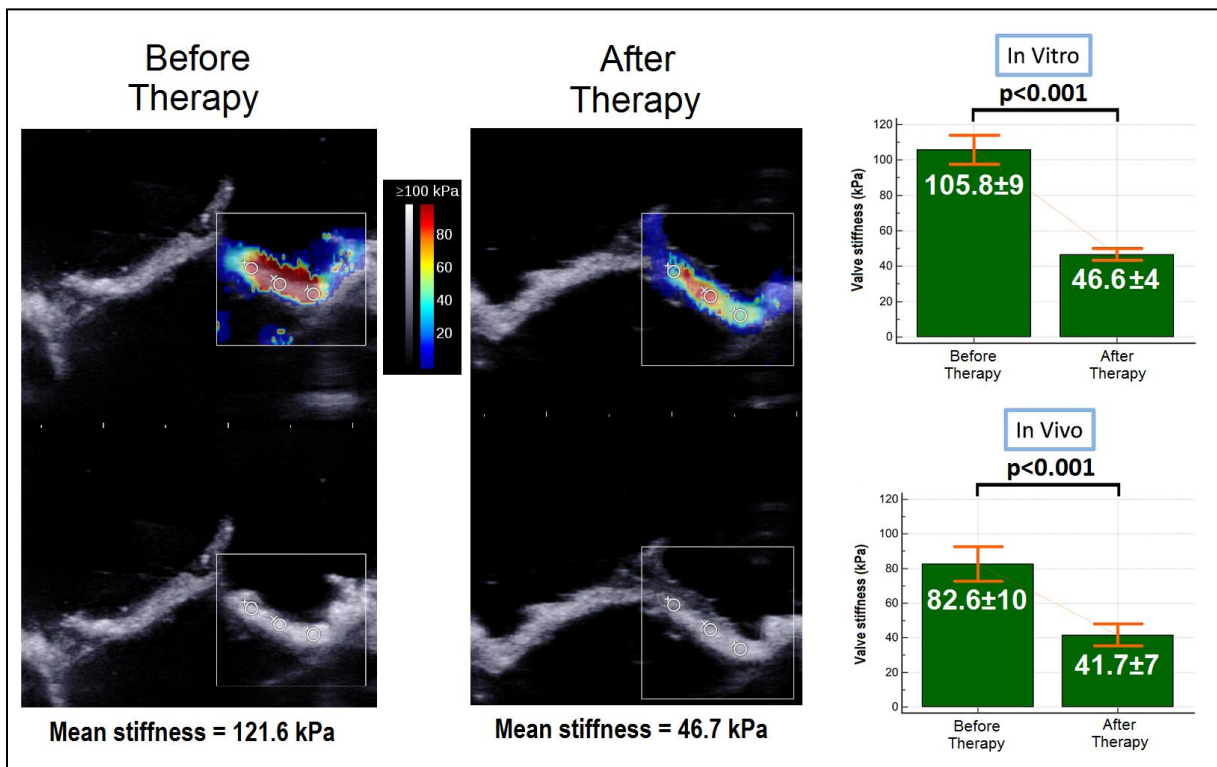 Before
Therapy
After
Therapy
≥100 kPa
80
60
40
20
Mean stiffness = 121.6 kPa
Mean stiffness = 46.7 kPa
In Vitro
p<0.001
Valve stiffness (kPa)
120
100
80
60
40
20
0
105.8±9
46.6±4
Before
Therapy
After
Therapy
In Vivo
p<0.001
Valve stiffness (kPa)
120
100
80
60
40
20
0
82.6±10
41.7±7
Before
Therapy
After
Therapy